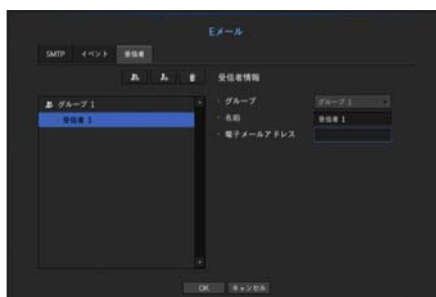 Eメール
SMTP イベント 受信者
受信者情報
グループ 1
受信者 1
グループ グループ 1
名前 受信者 1
電子メールアドレス
OK キャンセル